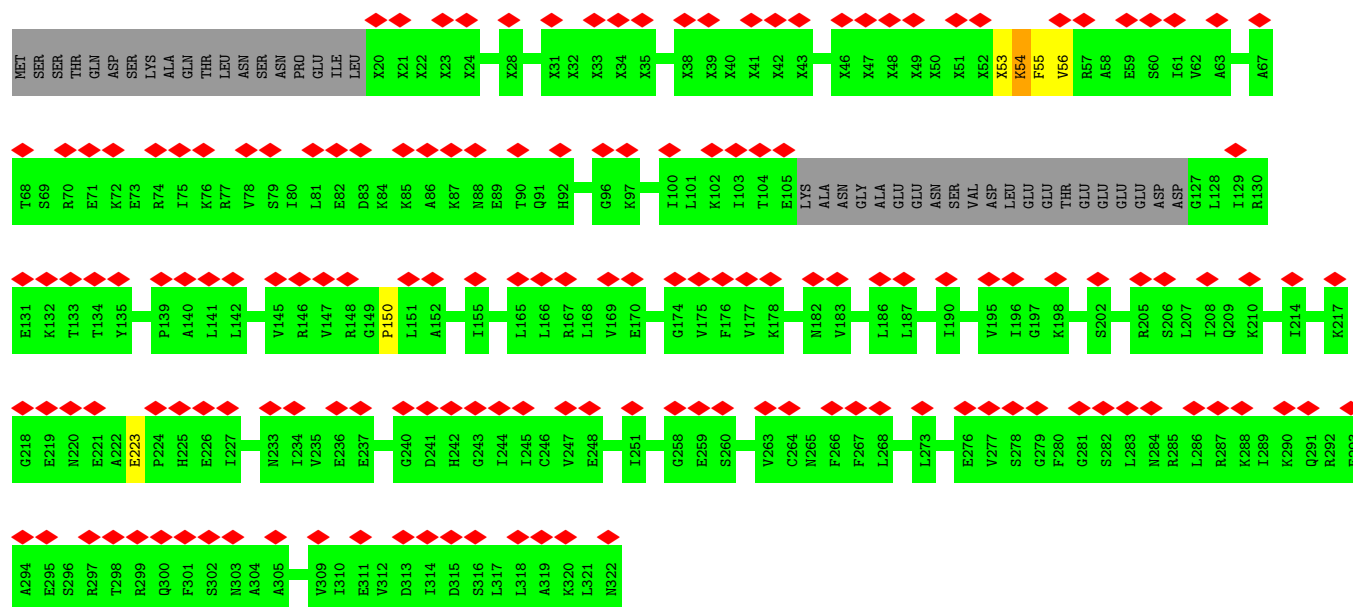 MET SER SER THR GLN ASP SER LYS ALA GLN THR LEU ASN SER ASN PRO GLU ILE LEU X20 X21 X22 X23 X24 X28 X31 X32 X33 X34 X35 X38 X39 X40 X41 X42 X43 X46 X47 X48 X49 X50 X51 X52 X53 K54 F55 V56 R57 A58 E59 S60 I61 V62 A63 A67
T68 S69 R70 E71 K72 E73 R74 I75 K76 R77 V78 S79 I80 L81 E82 D83 K84 K85 A86 K87 N88 E89 T90 Q91 H92 G96 K97 I100 L101 K102 I103 T104 E105 LYS ALA ASN GLY ALA GLU GLU ASN SER VAL ASP LEU GLU GLU THR GLU GLU GLU GLU ASP ASP G127 L128 I129 R130
E131 K132 T133 T134 Y135 P139 A140 L141 L142 V145 R146 V147 R148 G149 P150 L151 A152 I155 L165 L166 R167 L168 V169 E170 G174 V175 F176 V177 K178 N182 V183 L186 L187 I190 V195 I196 G197 K198 S202 R205 S206 L207 I208 Q209 K210 I214 K217
G218 E219 N220 E221 A222 E223 P224 H225 E226 I227 N233 I234 V235 E236 E237 G240 D241 H242 G243 I244 I245 C246 V247 E248 I251 G258 E259 S260 V263 C264 N265 F266 F267 L268 L273 E276 V277 S278 G279 F280 G281 S282 L283 N284 R285 L286 R287 K288 I289 K290 Q291 R292
A294 E295 S296 R297 T298 R299 Q300 F301 S302 N303 A304 A305 V309 I310 E311 V312 D313 I314 D315 S316 L317 L318 A319 K320 L321 N322